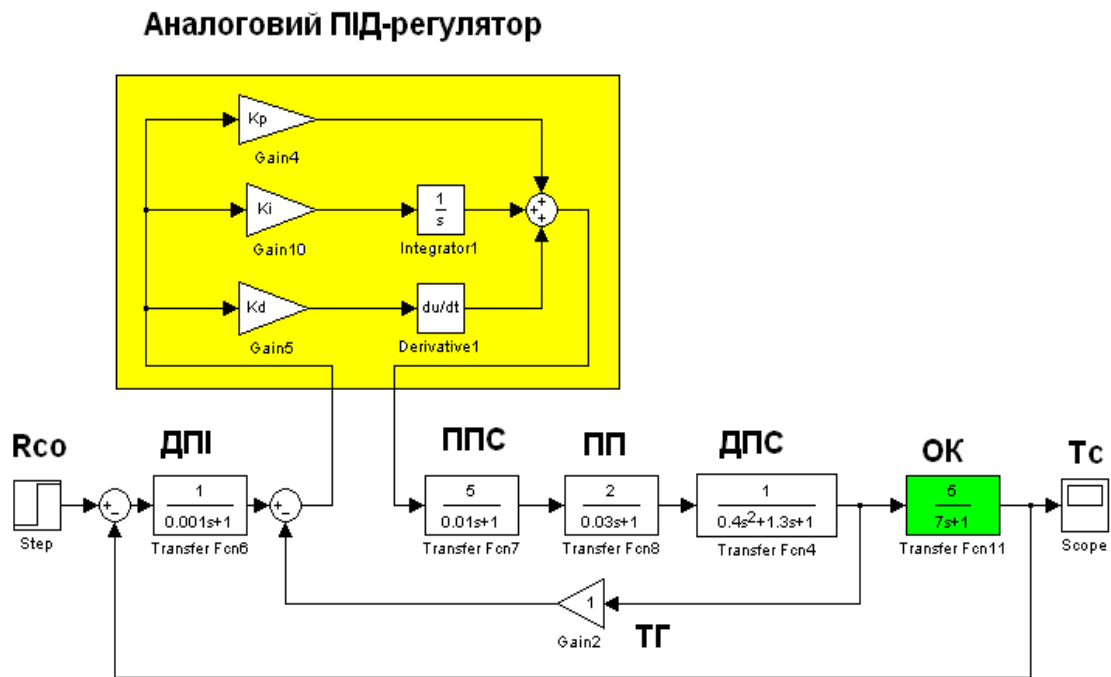 Аналоговий ПІД-регулятор
Kp
Gain4
Ki
Gain10
1
s
Integrator1
Kd
Gain5
du/dt
Derivative1
Rco
Step
ДПІ
1
0.001s+1
Transfer Fcn6
ППС
5
0.01s+1
Transfer Fcn7
ПП
2
0.03s+1
Transfer Fcn8
ДПС
1
0.4s²+1.3s+1
Transfer Fcn4
ОК
5
7s+1
Transfer Fcn11
Тс
Scope
1
Gain2
ТГ